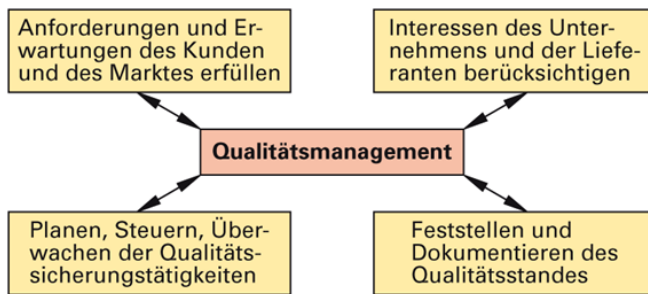 Anforderungen und Er-
wartungen des Kunden
und des Marktes erfüllen
Interessen des Unter-
nehmens und der Liefe-
ranten berücksichtigen
Qualitätsmanagement
Planen, Steuern, Über-
wachen der Qualitäts-
sicherungstätigkeiten
Feststellen und
Dokumentieren des
Qualitätsstandes